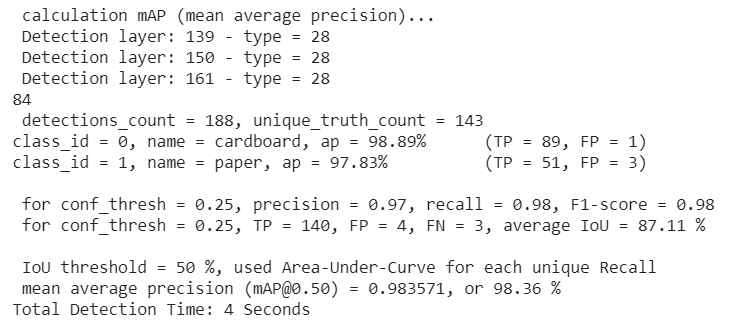 calculation mAP (mean average precision)...
Detection layer: 139 - type = 28
Detection layer: 150 - type = 28
Detection layer: 161 - type = 28
84
detections_count = 188, unique_truth_count = 143
class_id = 0, name = cardboard, ap = 98.89% (TP = 89, FP = 1)
class_id = 1, name = paper, ap = 97.83% (TP = 51, FP = 3)
for conf_thresh = 0.25, precision = 0.97, recall = 0.98, F1-score = 0.98
for conf_thresh = 0.25, TP = 140, FP = 4, FN = 3, average IoU = 87.11 %
IoU threshold = 50 %, used Area-Under-Curve for each unique Recall
mean average precision (mAP@0.50) = 0.983571, or 98.36 %
Total Detection Time: 4 Seconds